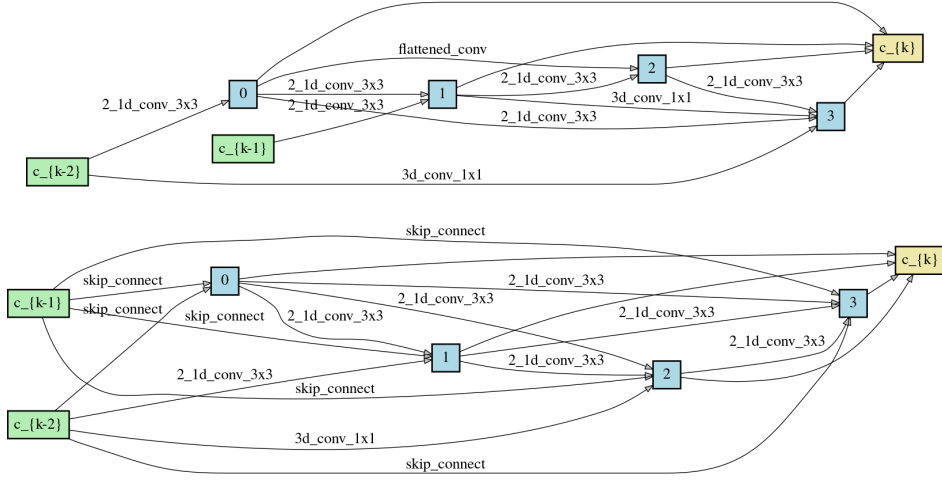 flattened_conv
c_{k}
2
2_1d_conv_3x3
2_1d_conv_3x3
2_1d_conv_3x3
0
1
3d_conv_1x1
2_1d_conv_3x3
2_1d_conv_3x3
2_1d_conv_3x3
3
c_{k-1}
c_{k-2}
3d_conv_1x1
skip_connect
c_{k}
skip_connect
0
2_1d_conv_3x3
c_{k-1}
2_1d_conv_3x3
3
skip_connect
skip_connect
2_1d_conv_3x3
2_1d_conv_3x3
2_1d_conv_3x3
1
2_1d_conv_3x3
2
2_1d_conv_3x3
skip_connect
c_{k-2}
3d_conv_1x1
skip_connect